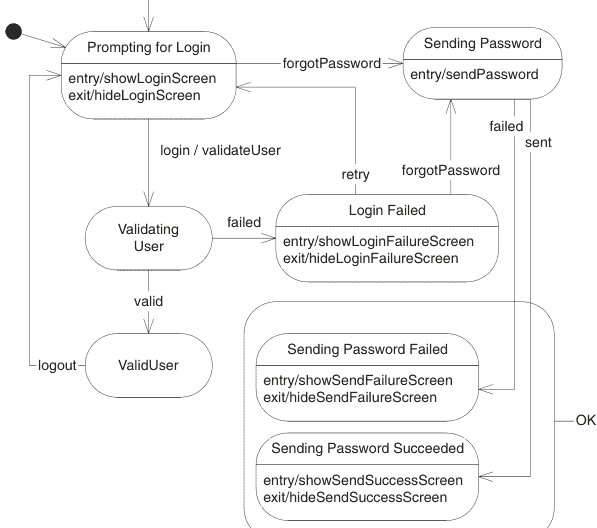 Prompting for Login
entry/showLoginScreen
exit/hideLoginScreen
forgotPassword
Sending Password
entry/sendPassword
failed
sent
login / validateUser
forgotPassword
retry
Validating
User
failed
Login Failed
entry/showLoginFailureScreen
exit/hideLoginFailureScreen
valid
logout
ValidUser
Sending Password Failed
entry/showSendFailureScreen
exit/hideSendFailureScreen
OK
Sending Password Succeeded
entry/showSendSuccessScreen
exit/hideSendSuccessScreen